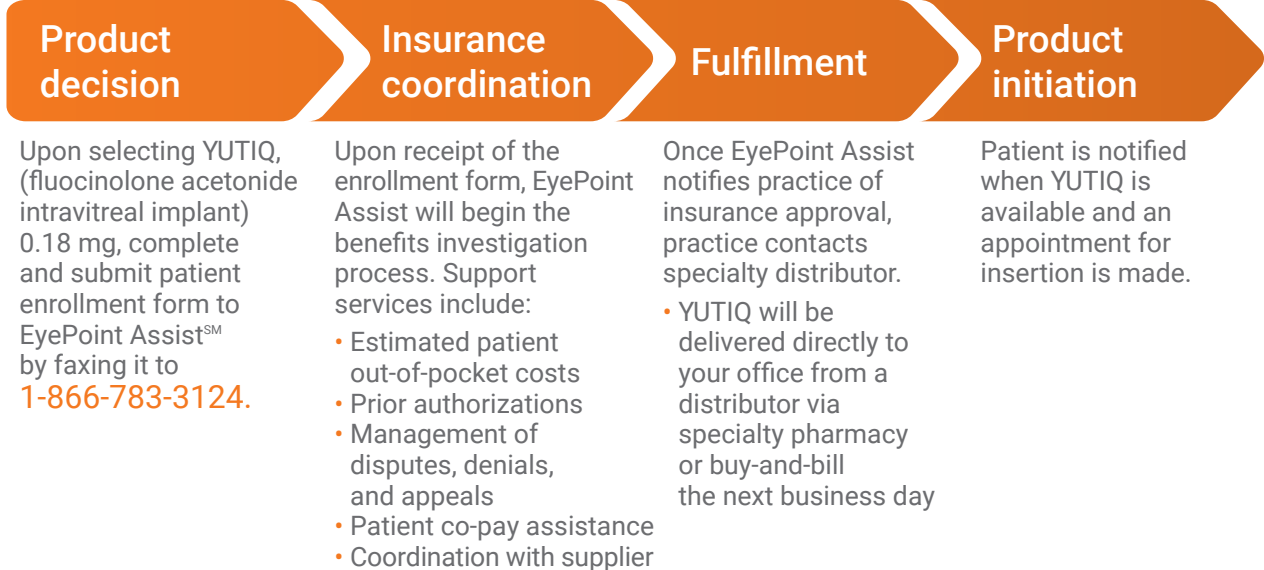 Product
decision
Upon selecting YUTIQ,
(fluocinolone acetonide
intravitreal implant)
0.18 mg, complete
and submit patient
enrollment form to
EyePoint Assist℠
by faxing it to
1-866-783-3124.
Insurance
coordination
Upon receipt of the
enrollment form, EyePoint
Assist will begin the
benefits investigation
process. Support
services include:
• Estimated patient
out-of-pocket costs
• Prior authorizations
• Management of
disputes, denials,
and appeals
• Patient co-pay assistance
• Coordination with supplier
Fulfillment
Once EyePoint Assist
notifies practice of
insurance approval,
practice contacts
specialty distributor.
• YUTIQ will be
delivered directly to
your office from a
distributor via
specialty pharmacy
or buy-and-bill
the next business day
Product
initiation
Patient is notified
when YUTIQ is
available and an
appointment for
insertion is made.